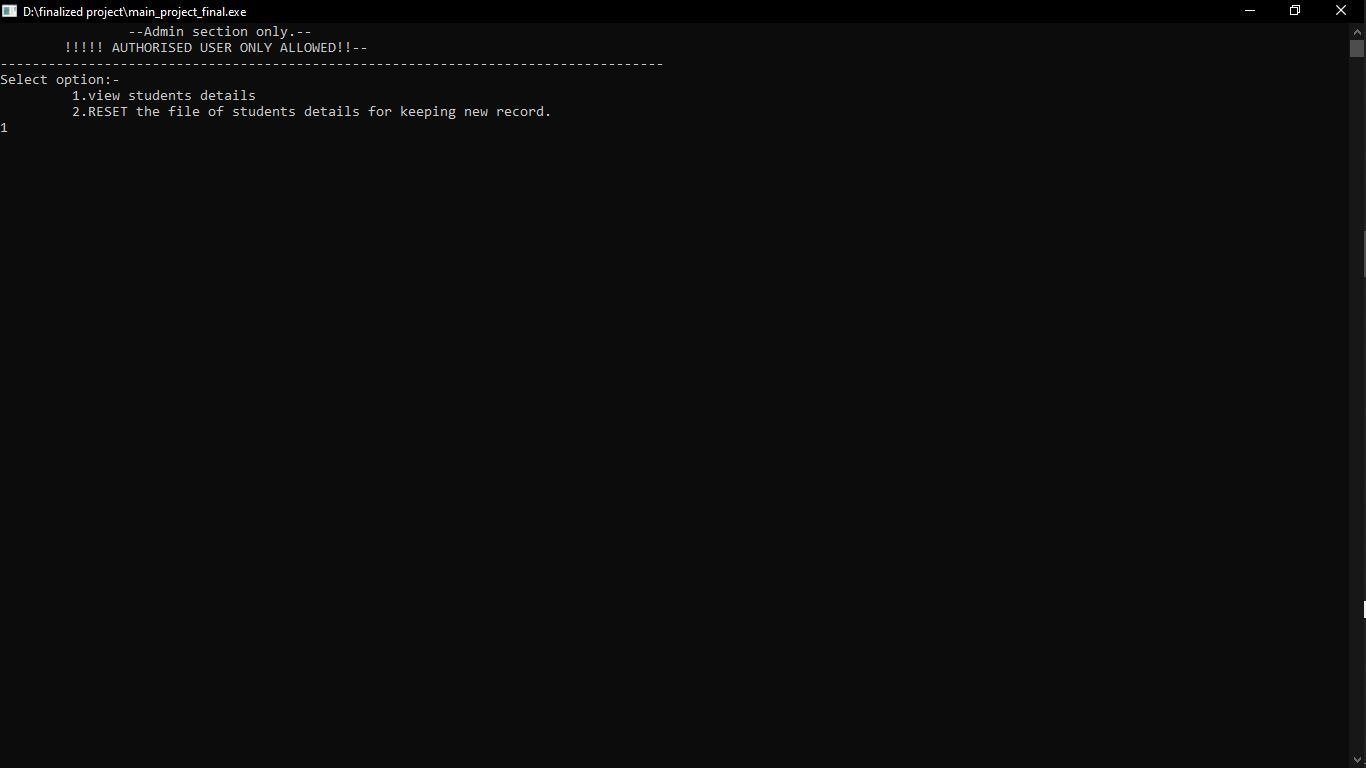 D:\finalized project\main_project_final.exe
--Admin section only.--
!!!!! AUTHORISED USER ONLY ALLOWED!!--
-----------------------------------------------------------------------------------
Select option:-
1.view students details
2.RESET the file of students details for keeping new record.
1